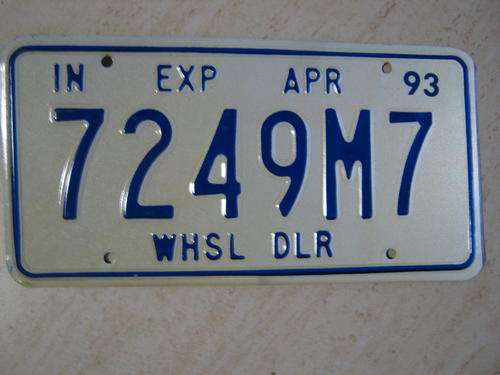 IN EXP APR 93
7249M7
WHSL DLR